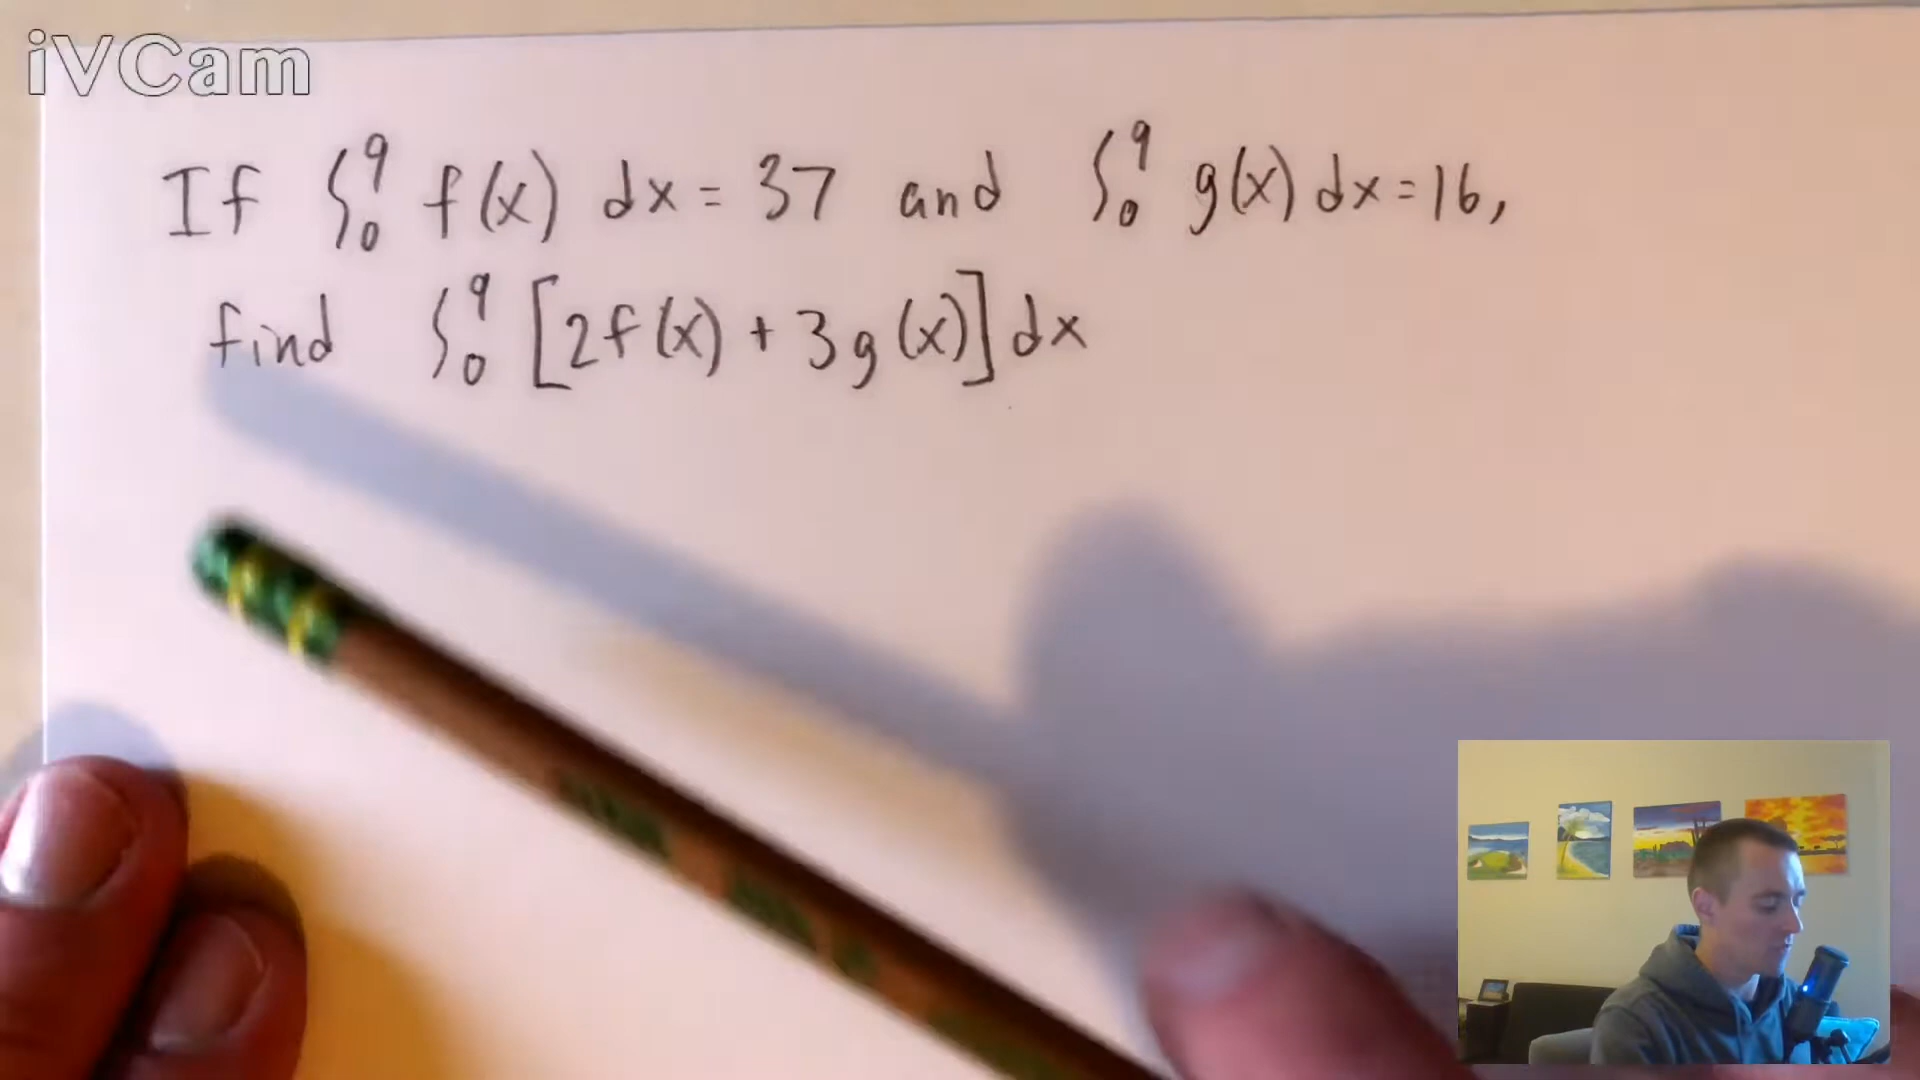 iVCam
If ∫₀⁹ f(x) dx = 37 and ∫₀⁹ g(x) dx = 16,
find ∫₀⁹ [2f(x) + 3g(x)] dx